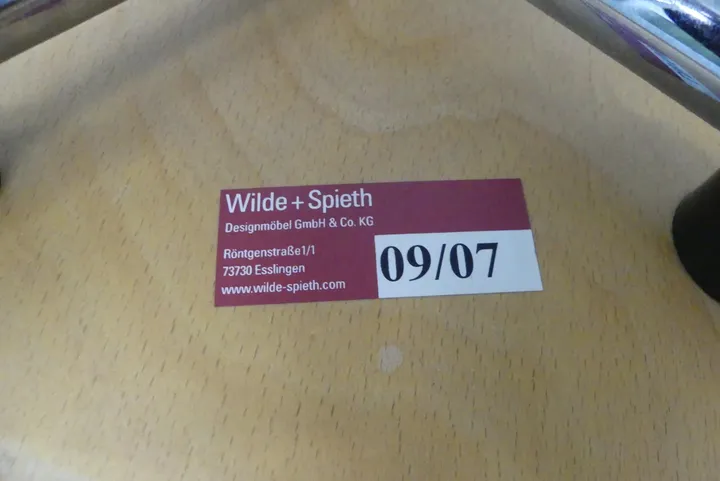 Wilde + Spieth
Designmöbel GmbH & Co. KG
Röntgenstraße1/1
73730 Esslingen
www.wilde-spieth.com
09/07